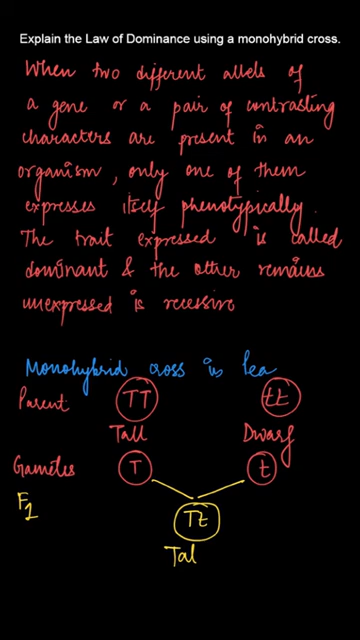 Explain the Law of Dominance using a monohybrid cross.
When two different allels of
a gene or a pair of contrasting
characters are present in an
organism, only one of them
expresses itself phenotypically.
The trait expressed is called
dominant & the other remains
unexpressed is recessive
Monohybrid cross in Pea
Parent TT tt
Tall Dwarf
Gametes T t
F1
Tt
Tal